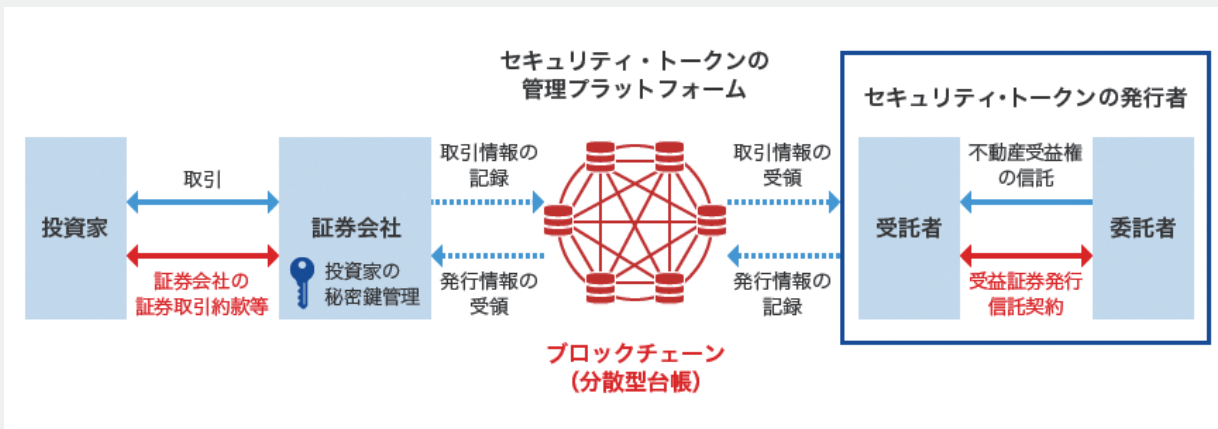 セキュリティ・トークンの
管理プラットフォーム
セキュリティ・トークンの発行者
投資家
取引
証券会社の
証券取引約款等
証券会社
投資家の
秘密鍵管理
取引情報の
記録
発行情報の
受領
ブロックチェーン
（分散型台帳）
取引情報の
受領
発行情報の
記録
受託者
不動産受益権
の信託
受益証券発行
信託契約
委託者